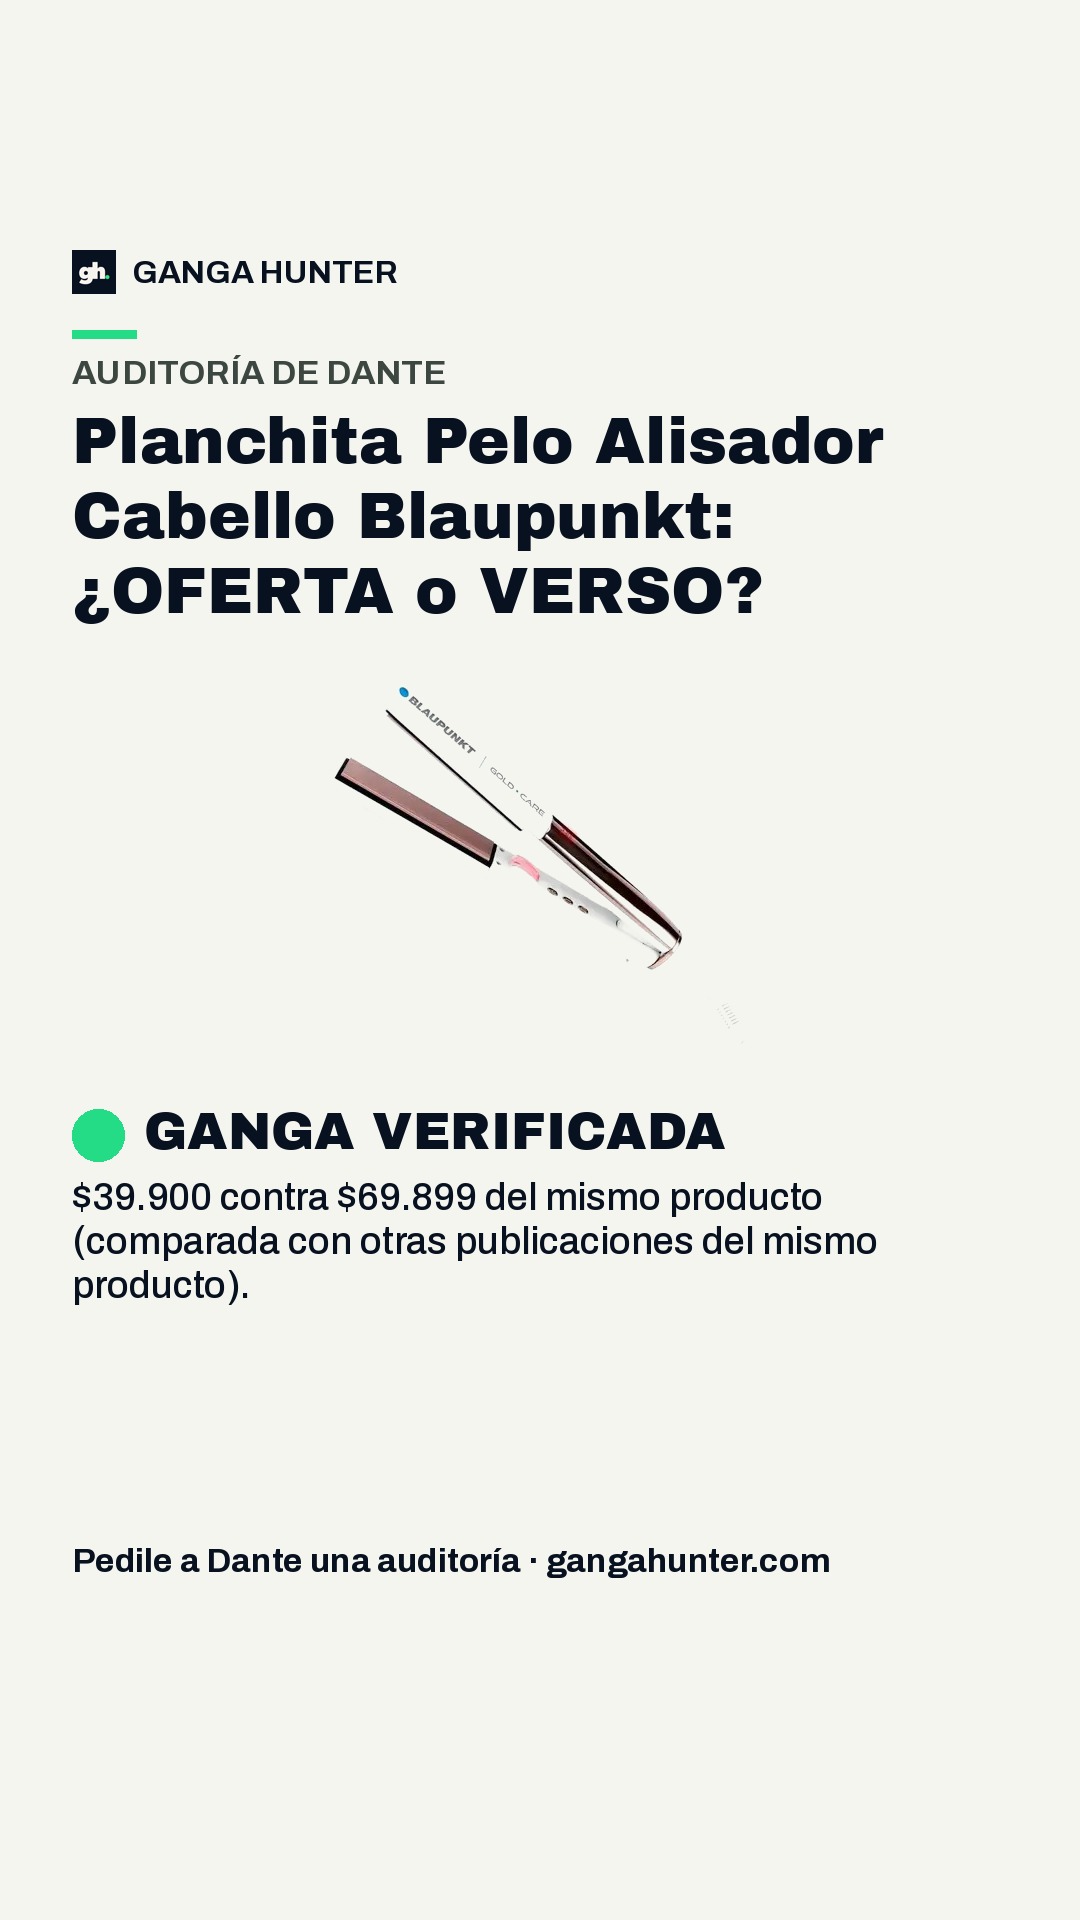 gh. GANGA HUNTER
AUDITORÍA DE DANTE
Planchita Pelo Alisador
Cabello Blaupunkt:
¿OFERTA o VERSO?
BLAUPUNKT | GOLD • CARE
GANGA VERIFICADA
$39.900 contra $69.899 del mismo producto
(comparada con otras publicaciones del mismo
producto).
Pedile a Dante una auditoría · gangahunter.com